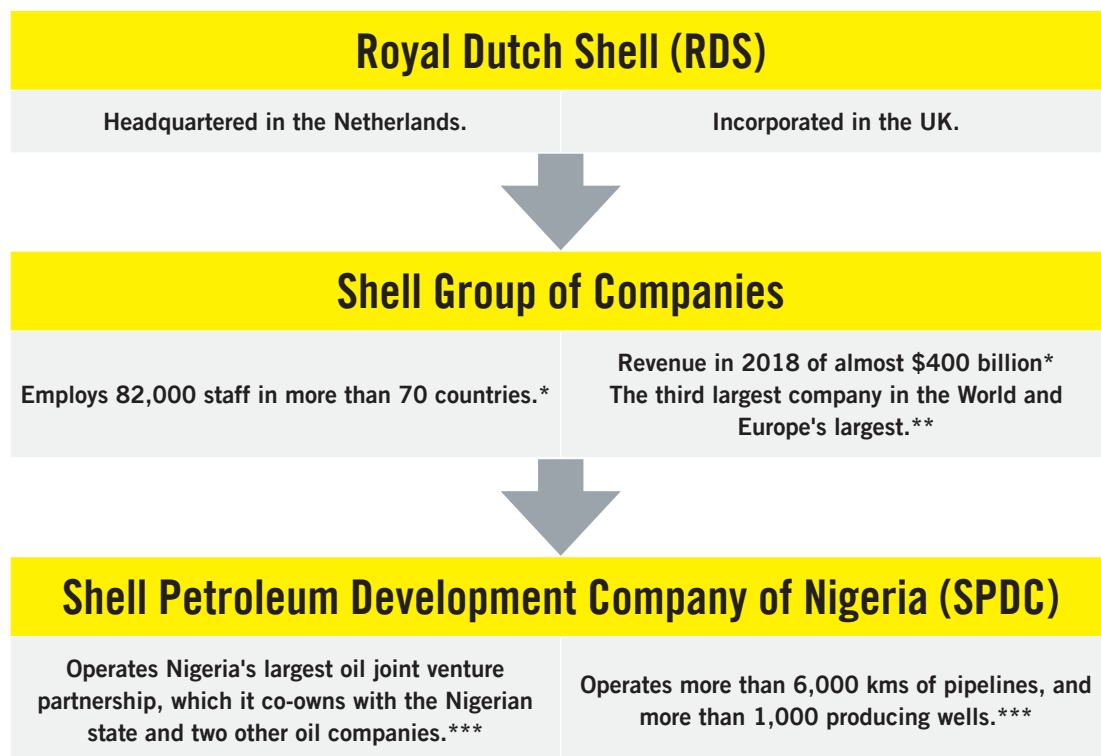 Royal Dutch Shell (RDS)
Headquartered in the Netherlands.
Incorporated in the UK.
Shell Group of Companies
Employs 82,000 staff in more than 70 countries.*
Revenue in 2018 of almost $400 billion*
The third largest company in the World and
Europe's largest.**
Shell Petroleum Development Company of Nigeria (SPDC)
Operates Nigeria's largest oil joint venture
partnership, which it co-owns with the Nigerian
state and two other oil companies.***
Operates more than 6,000 kms of pipelines, and
more than 1,000 producing wells.***